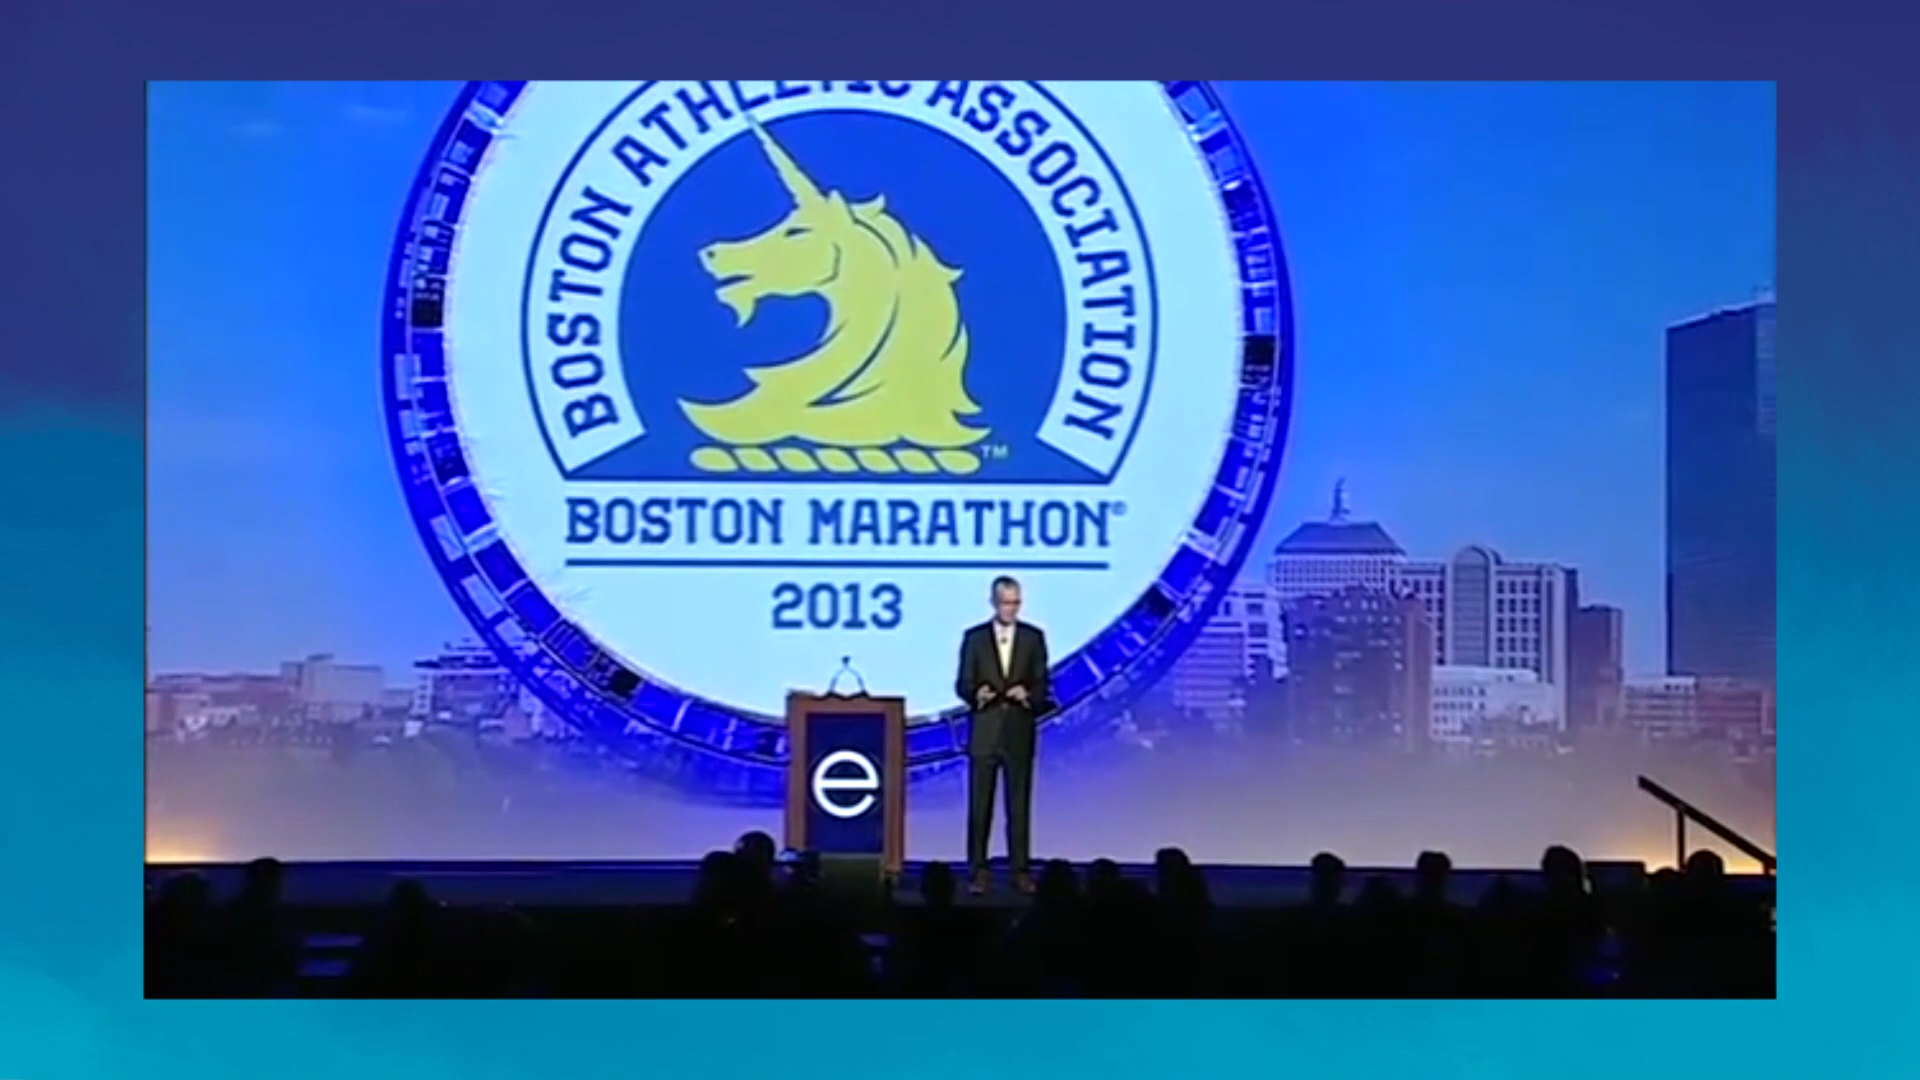 BOSTON ATHLETIC ASSOCIATION
TM
BOSTON MARATHON®
2013
e